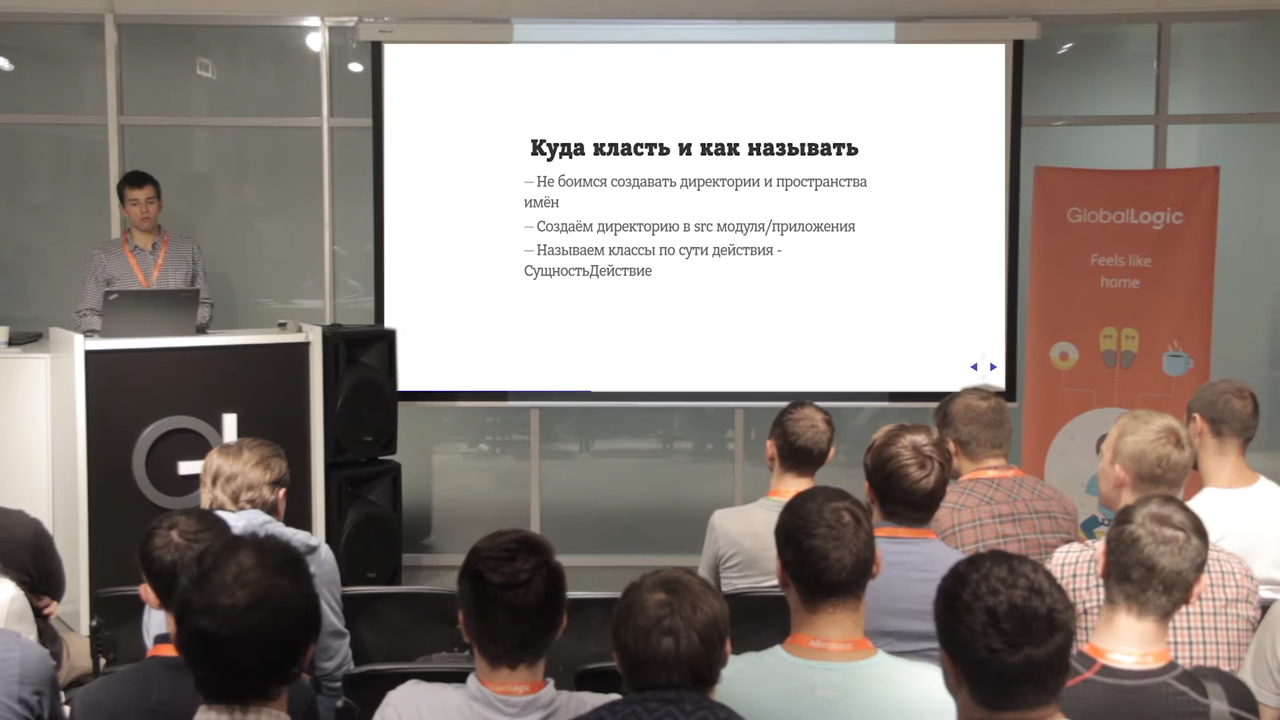 Куда класть и как называть
– Не боимся создавать директории и пространства
имён
– Создаём директорию в src модуля/приложения
– Называем классы по сути действия -
СущностьДействие
GlobalLogic
Feels like
home